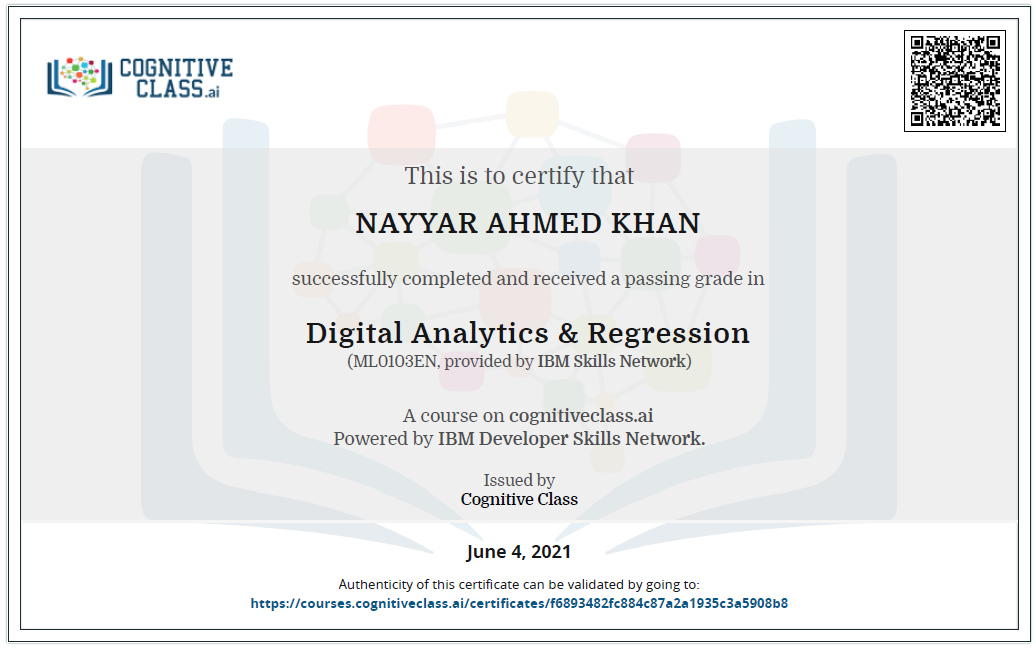 COGNITIVE
CLASS.ai
This is to certify that
NAYYAR AHMED KHAN
successfully completed and received a passing grade in
Digital Analytics & Regression
(ML0103EN, provided by IBM Skills Network)
A course on cognitiveclass.ai
Powered by IBM Developer Skills Network.
Issued by
Cognitive Class
June 4, 2021
Authenticity of this certificate can be validated by going to:
https://courses.cognitiveclass.ai/certificates/f6893482fc884c87a2a1935c3a5908b8